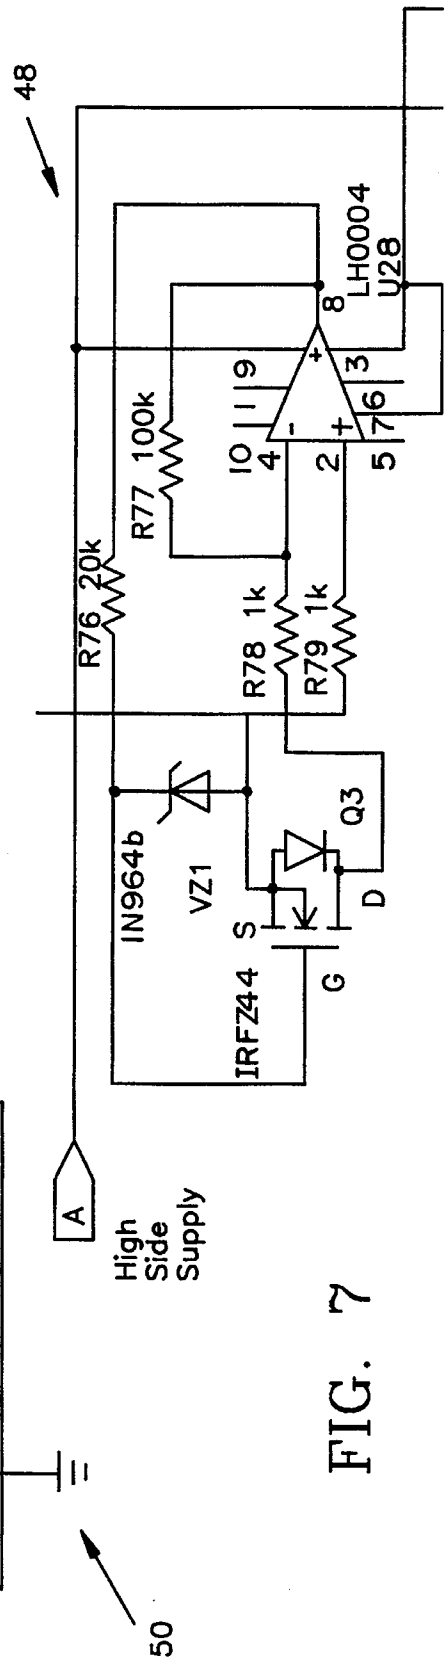 48
A
High
Side
Supply
R76 20k
R77 100k
10
1
9
4
8
LH0004
U28
2
3
6
7
5
-
+
+
R78 1k
R79 1k
IN964b
VZ1
IRFZ44
S
G
D
Q3
50
FIG. 7